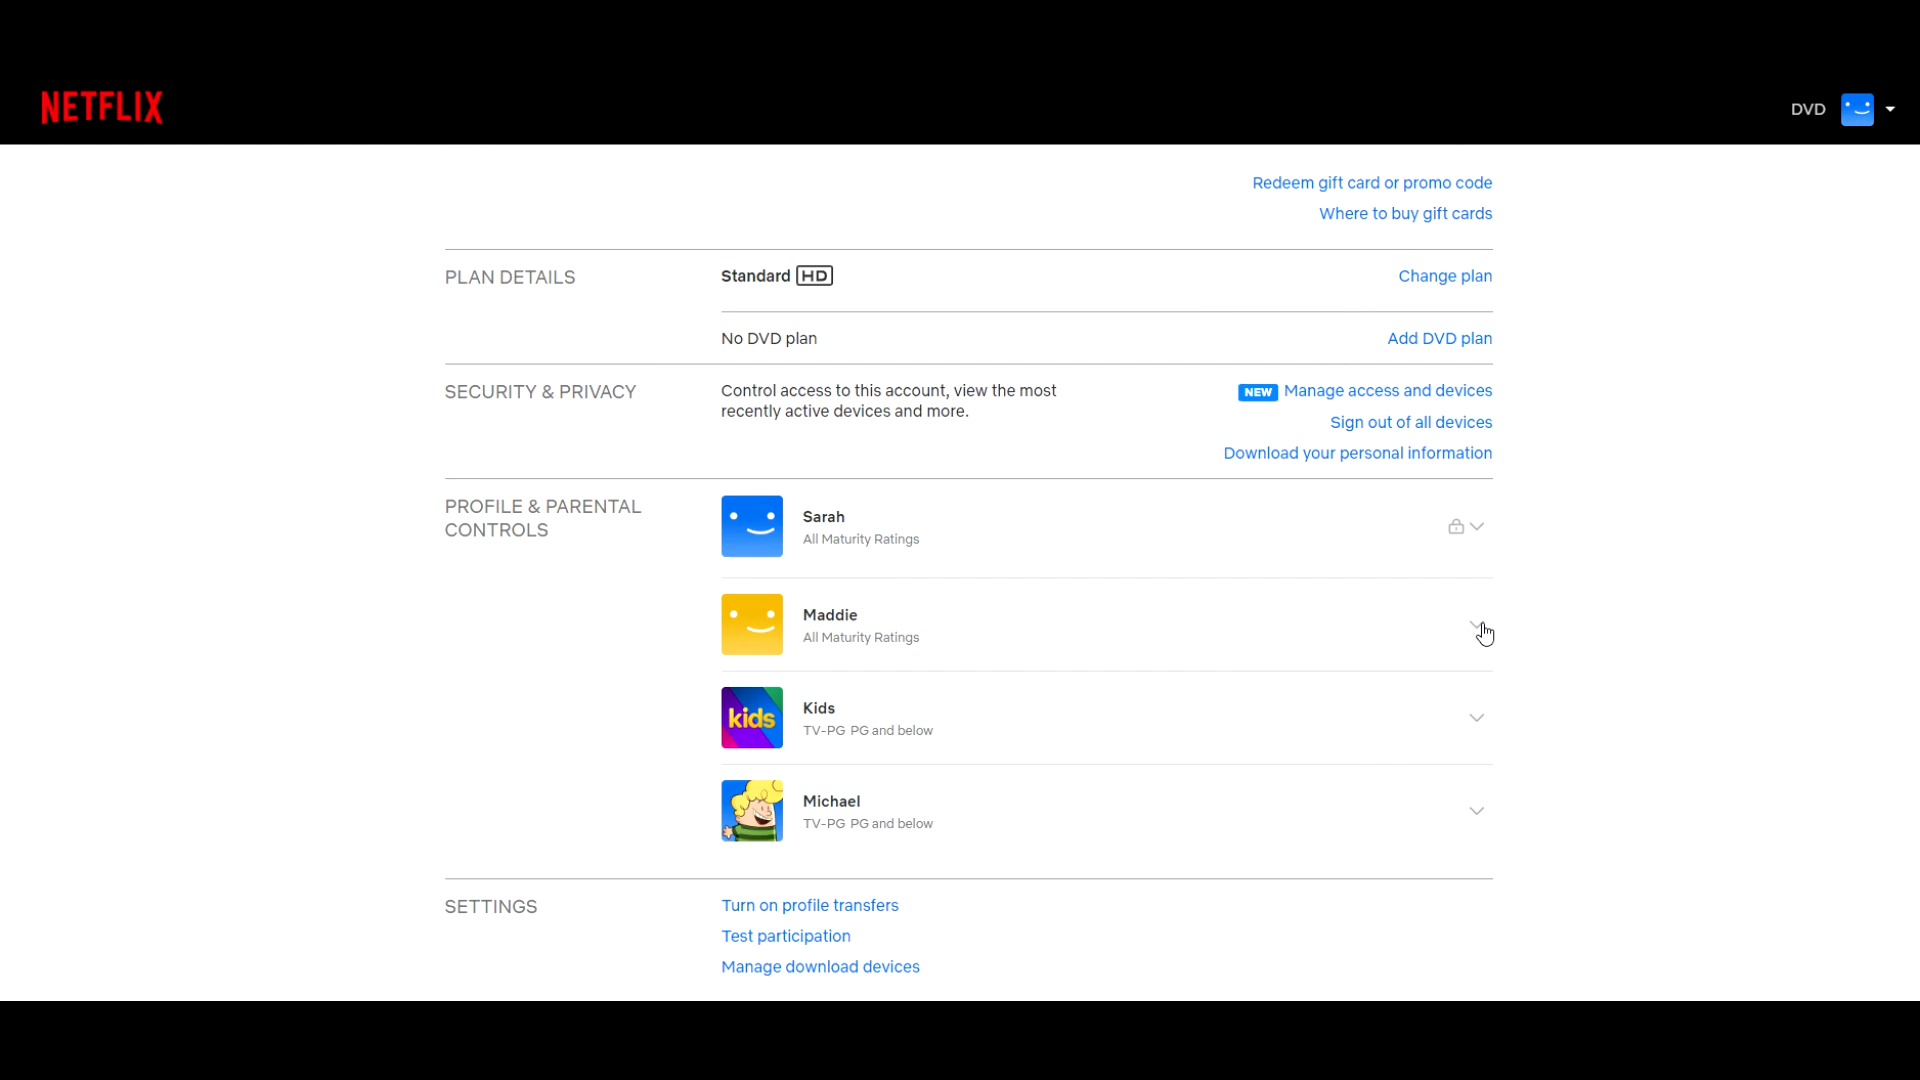 NETFLIX
DVD
Redeem gift card or promo code
Where to buy gift cards
PLAN DETAILS
Standard HD
Change plan
No DVD plan
Add DVD plan
SECURITY & PRIVACY
Control access to this account, view the most
recently active devices and more.
NEW Manage access and devices
Sign out of all devices
Download your personal information
PROFILE & PARENTAL
CONTROLS
Sarah
All Maturity Ratings
Maddie
All Maturity Ratings
kids
Kids
TV-PG PG and below
Michael
TV-PG PG and below
SETTINGS
Turn on profile transfers
Test participation
Manage download devices